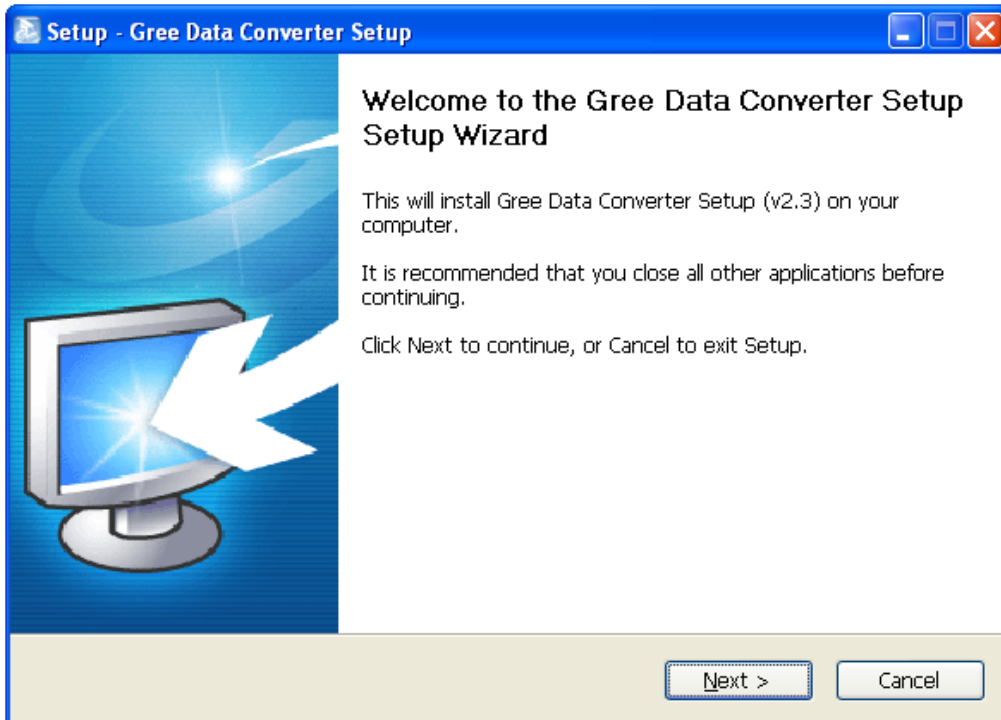 Setup - Gree Data Converter Setup
Welcome to the Gree Data Converter Setup
Setup Wizard
This will install Gree Data Converter Setup (v2.3) on your
computer.
It is recommended that you close all other applications before
continuing.
Click Next to continue, or Cancel to exit Setup.
Next >
Cancel